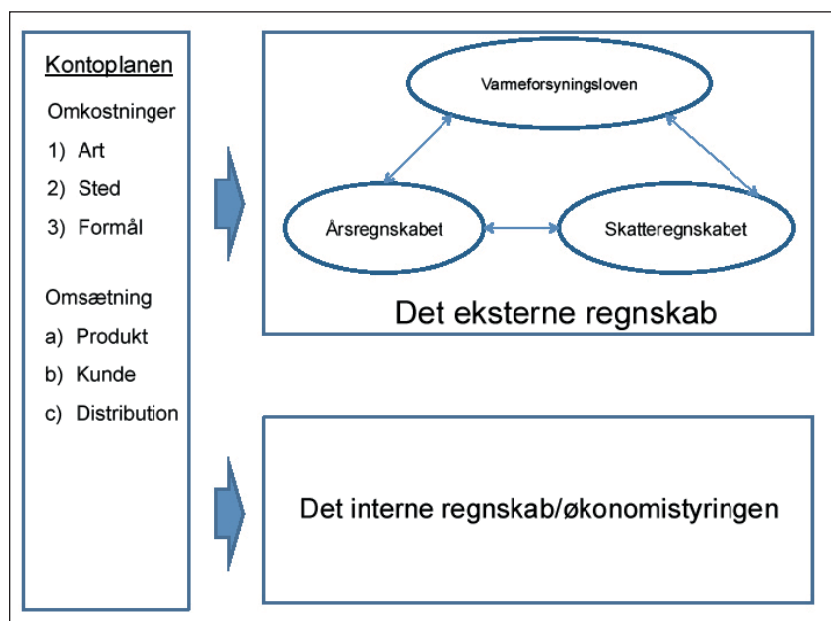 Kontoplanen
Omkostninger
1) Art
2) Sted
3) Formål
Omsætning
a) Produkt
b) Kunde
c) Distribution
Varmeforsyningsloven
Årsregnskabet
Skatteregnskabet
Det eksterne regnskab
Det interne regnskab/økonomistyringen